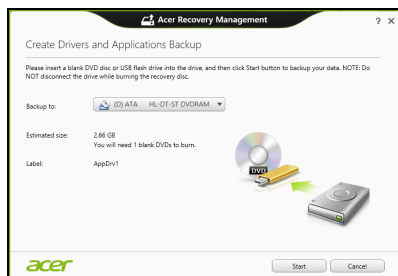 Acer Recovery Management
? ×
Create Drivers and Applications Backup
Please insert a blank DVD disc or USB flash drive into the drive, and then click Start button to backup your data. NOTE: Do
NOT disconnect the drive while burning the recovery disc.
Backup to: (D) ATA HL-DT-ST DVDRAM
Estimated size: 2.66 GB
You will need 1 blank DVDs to burn.
Label: AppDrv1
DVD
acer
Start Cancel